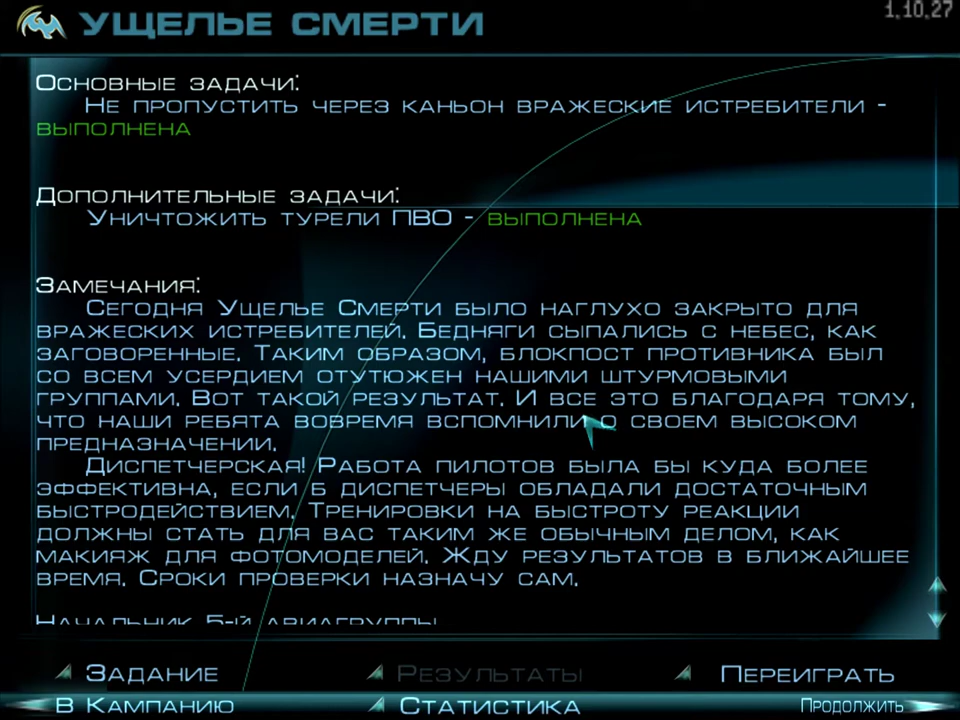 Ущелье Смерти
1.10.27
Основные задачи:
Не пропустить через каньон вражеские истребители -
выполнена
Дополнительные задачи:
Уничтожить турели ПВО - выполнена
Замечания:
Сегодня Ущелье Смерти было наглухо закрыто для
вражеских истребителей. Бедняги сыпались с небес, как
заговоренные. Таким образом, блокпост противника был
со всем усердием отутюжен нашими штурмовыми
группами. Вот такой результат. И все это благодаря тому,
что наши ребята вовремя вспомнили о своем высоком
предназначении.
Диспетчерская! Работа пилотов была бы куда более
эффективна, если б диспетчеры обладали достаточным
быстродействием. Тренировки на быстроту реакции
должны стать для вас таким же обычным делом, как
макияж для фотомоделей. Жду результатов в ближайшее
время. Сроки проверки назначу сам.
Начальник 5-й авиагруппы
Задание
Результаты
Переиграть
В Кампанию
Статистика
Продолжить